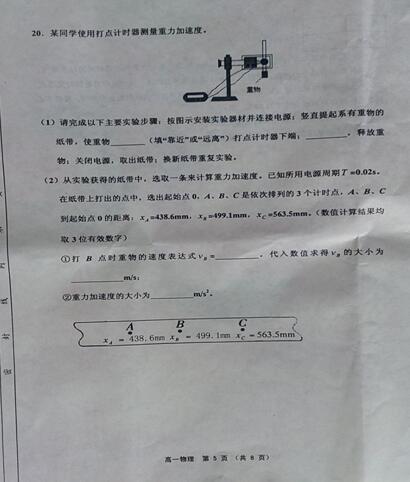 20. 某同学使用打点计时器测量重力加速度。
重物
(1) 请完成以下主要实验步骤：按图示安装实验器材并连接电源；竖直提起系有重物的
纸带，使重物________(填“靠近”或“远离”)打点计时器下端；________，释放重
物；关闭电源，取出纸带；换新纸带重复实验。
(2) 从实验获得的纸带中，选取一条来计算重力加速度。已知所用电源周期T=0.02s。
在纸带上打出的点中，选出起始点0，A、B、C是依次排列的3个计时点，A、B、C
到起始点0的距离：xA=438.6mm，xB=499.1mm，xC=563.5mm。(数值计算结果均
取3位有效数字)
①打B点时重物的速度表达式vB=________，代入数值求得vB的大小为
________m/s；
②重力加速度的大小为________m/s²。
A B C
xA = 438.6mm xB = 499.1mm xC = 563.5mm
高一物理 第 5 页 (共 8 页)
线
封
密